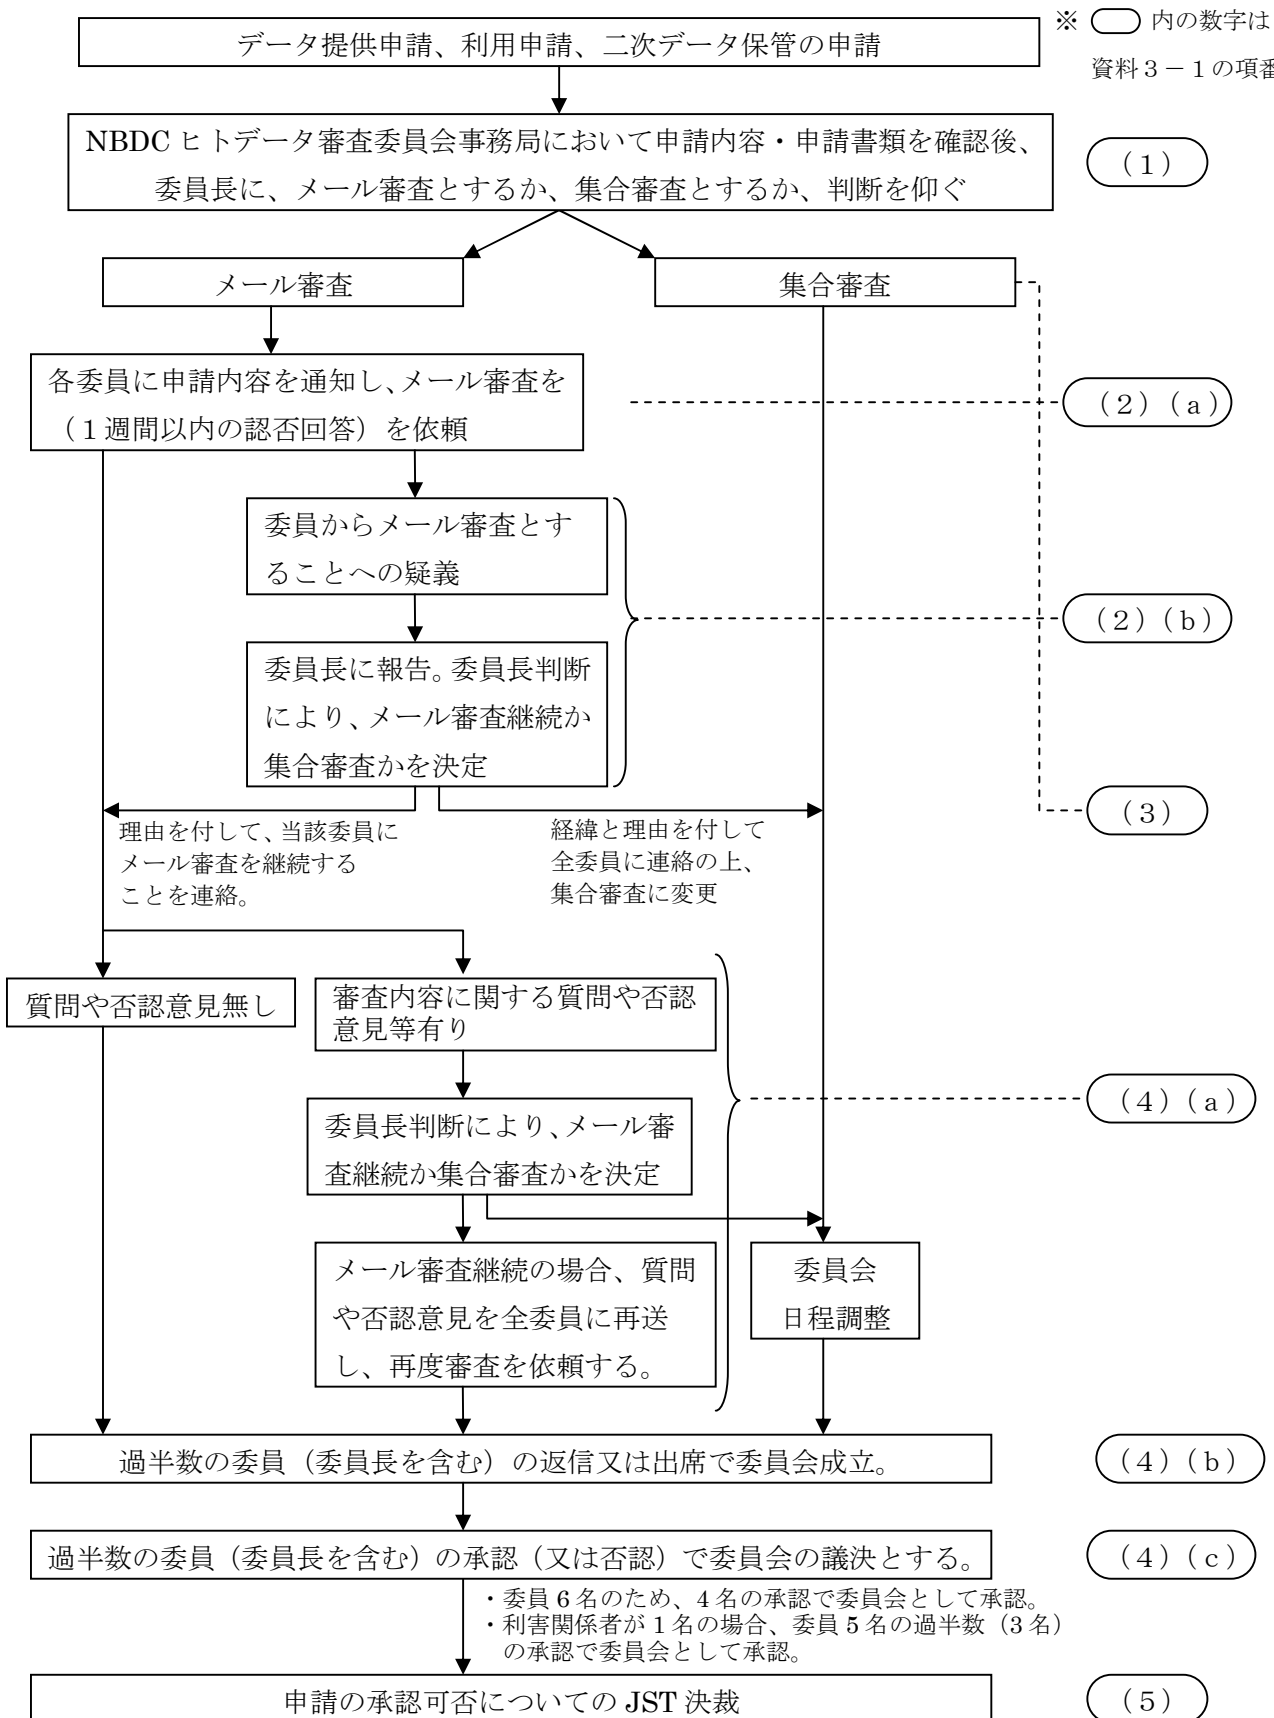 ※ 内の数字は
資料３－１の項番
データ提供申請、利用申請、二次データ保管の申請
NBDC ヒトデータ審査委員会事務局において申請内容・申請書類を確認後、
委員長に、メール審査とするか、集合審査とするか、判断を仰ぐ
（１）
メール審査
集合審査
各委員に申請内容を通知し、メール審査を
（１週間以内の認否回答）を依頼
（２）（ａ）
委員からメール審査とす
ることへの疑義
（２）（ｂ）
委員長に報告。委員長判断
により、メール審査継続か
集合審査かを決定
（３）
理由を付して、当該委員に
メール審査を継続する
ことを連絡。
経緯と理由を付して
全委員に連絡の上、
集合審査に変更
質問や否認意見無し
審査内容に関する質問や否認
意見等有り
（４）（ａ）
委員長判断により、メール審
査継続か集合審査かを決定
メール審査継続の場合、質問
や否認意見を全委員に再送
し、再度審査を依頼する。
委員会
日程調整
過半数の委員（委員長を含む）の返信又は出席で委員会成立。
（４）（ｂ）
過半数の委員（委員長を含む）の承認（又は否認）で委員会の議決とする。
（４）（ｃ）
・委員 6 名のため、4 名の承認で委員会として承認。
・利害関係者が 1 名の場合、委員 5 名の過半数（3 名）
の承認で委員会として承認。
申請の承認可否についての JST 決裁
（５）